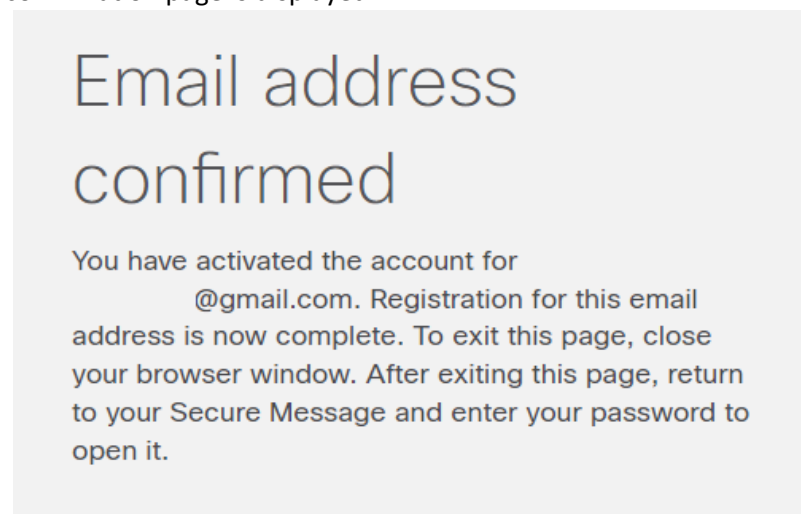 Email address
confirmed
You have activated the account for
@gmail.com. Registration for this email
address is now complete. To exit this page, close
your browser window. After exiting this page, return
to your Secure Message and enter your password to
open it.